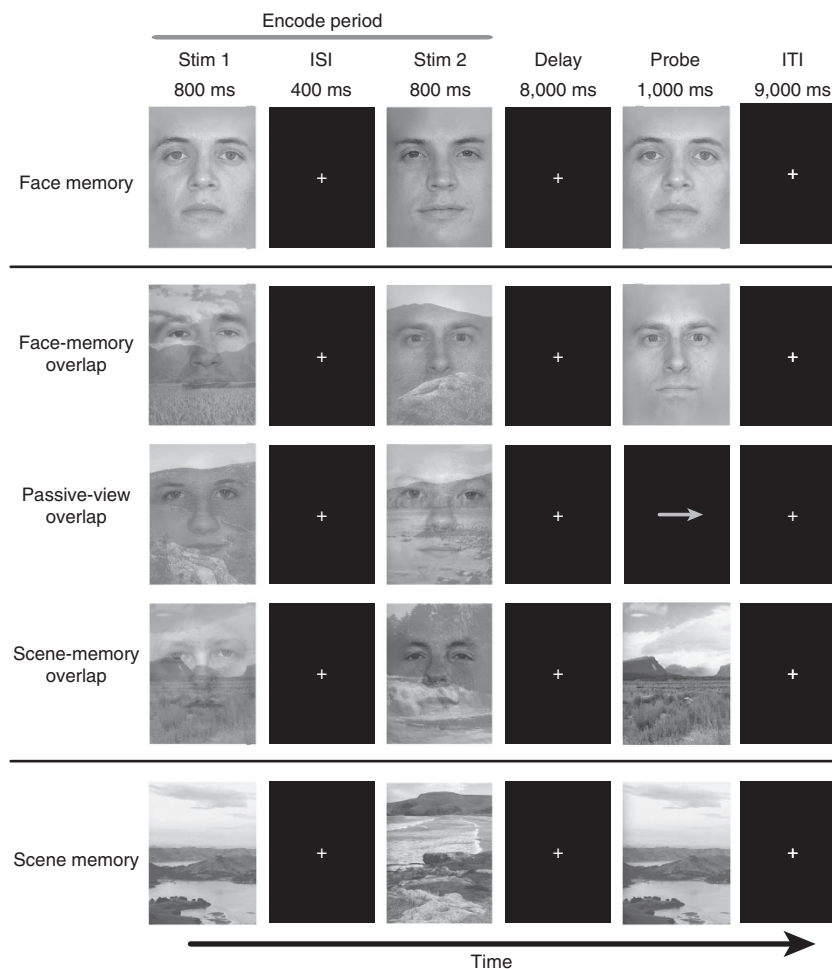 Encode period
Stim 1 ISI Stim 2 Delay Probe ITI
800 ms 400 ms 800 ms 8,000 ms 1,000 ms 9,000 ms
Face memory
Face-memory
overlap
Passive-view
overlap
Scene-memory
overlap
Scene memory
Time